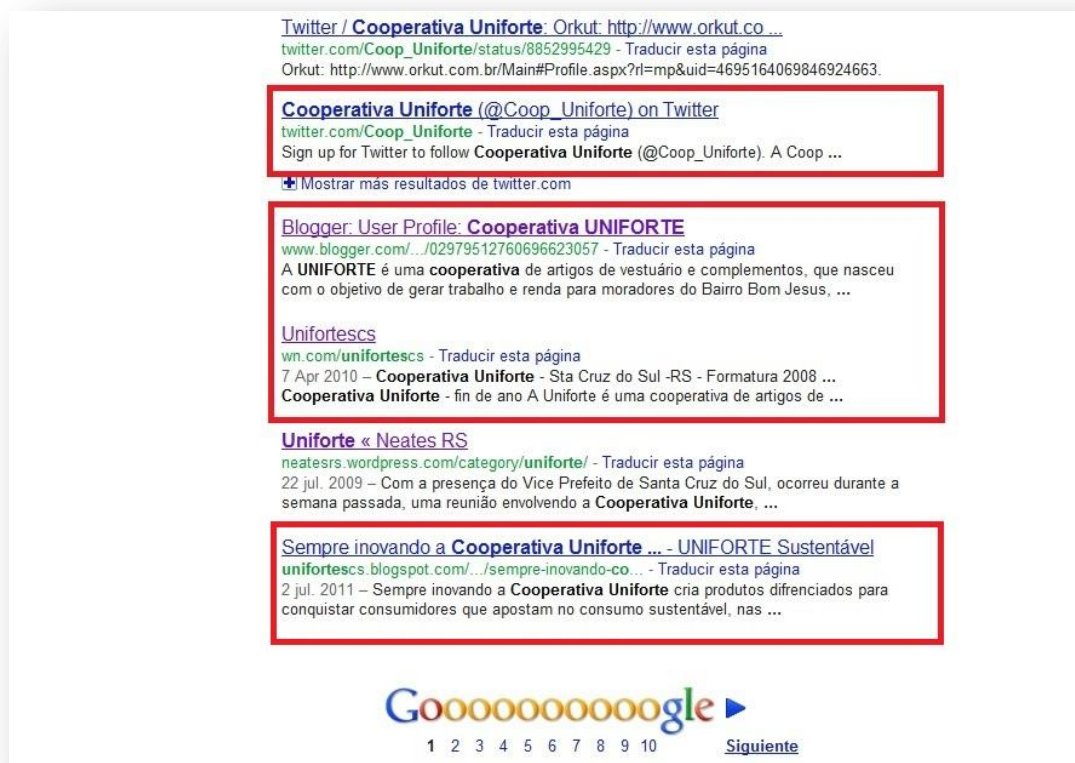 Twitter / Cooperativa Uniforte: Orkut: http://www.orkut.co ...
twitter.com/Coop_Uniforte/status/8852995429 - Traducir esta página
Orkut: http://www.orkut.com.br/Main#Profile.aspx?rl=mp&uid=4695164069846924663.
Cooperativa Uniforte (@Coop_Uniforte) on Twitter
twitter.com/Coop_Uniforte - Traducir esta página
Sign up for Twitter to follow Cooperativa Uniforte (@Coop_Uniforte). A Coop ...
Mostrar más resultados de twitter.com
Blogger: User Profile: Cooperativa UNIFORTE
www.blogger.com/.../02979512760696623057 - Traducir esta página
A UNIFORTE é uma cooperativa de artigos de vestuário e complementos, que nasceu
com o objetivo de gerar trabalho e renda para moradores do Bairro Bom Jesus, ...
Unifortescs
wn.com/unifortescs - Traducir esta página
7 Apr 2010 – Cooperativa Uniforte - Sta Cruz do Sul -RS - Formatura 2008 ...
Cooperativa Uniforte - fin de ano A Uniforte é uma cooperativa de artigos de ...
Uniforte « Neates RS
neatesrs.wordpress.com/category/uniforte/ - Traducir esta página
22 jul. 2009 – Com a presença do Vice Prefeito de Santa Cruz do Sul, ocorreu durante a
semana passada, uma reunião envolvendo a Cooperativa Uniforte, ...
Sempre inovando a Cooperativa Uniforte ... - UNIFORTE Sustentável
unifortescs.blogspot.com/.../sempre-inovando-co... - Traducir esta página
2 jul. 2011 – Sempre inovando a Cooperativa Uniforte cria produtos difrenciados para
conquistar consumidores que apostam no consumo sustentável, nas ...
Goooooooooogle
1 2 3 4 5 6 7 8 9 10 Siguiente